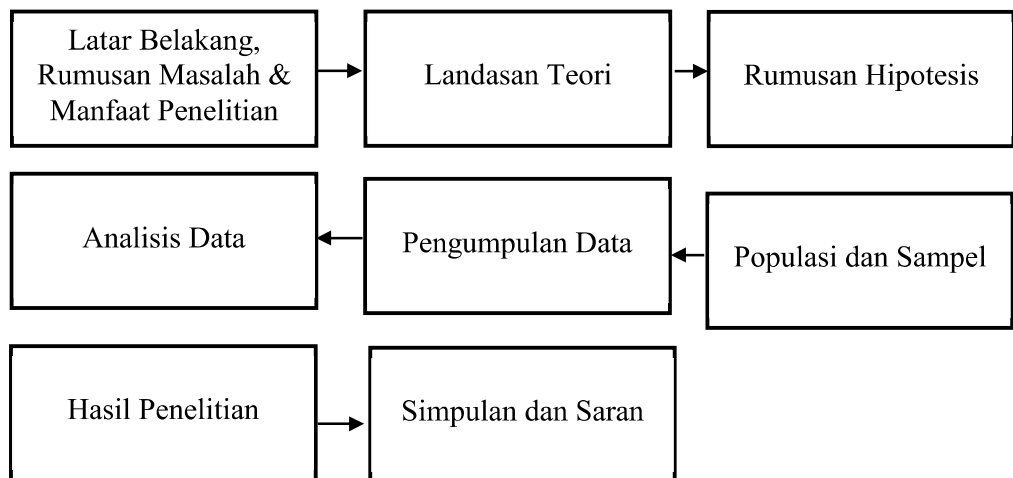 Latar Belakang,
Rumusan Masalah &
Manfaat Penelitian
Landasan Teori
Rumusan Hipotesis
Analisis Data
Pengumpulan Data
Populasi dan Sampel
Hasil Penelitian
Simpulan dan Saran